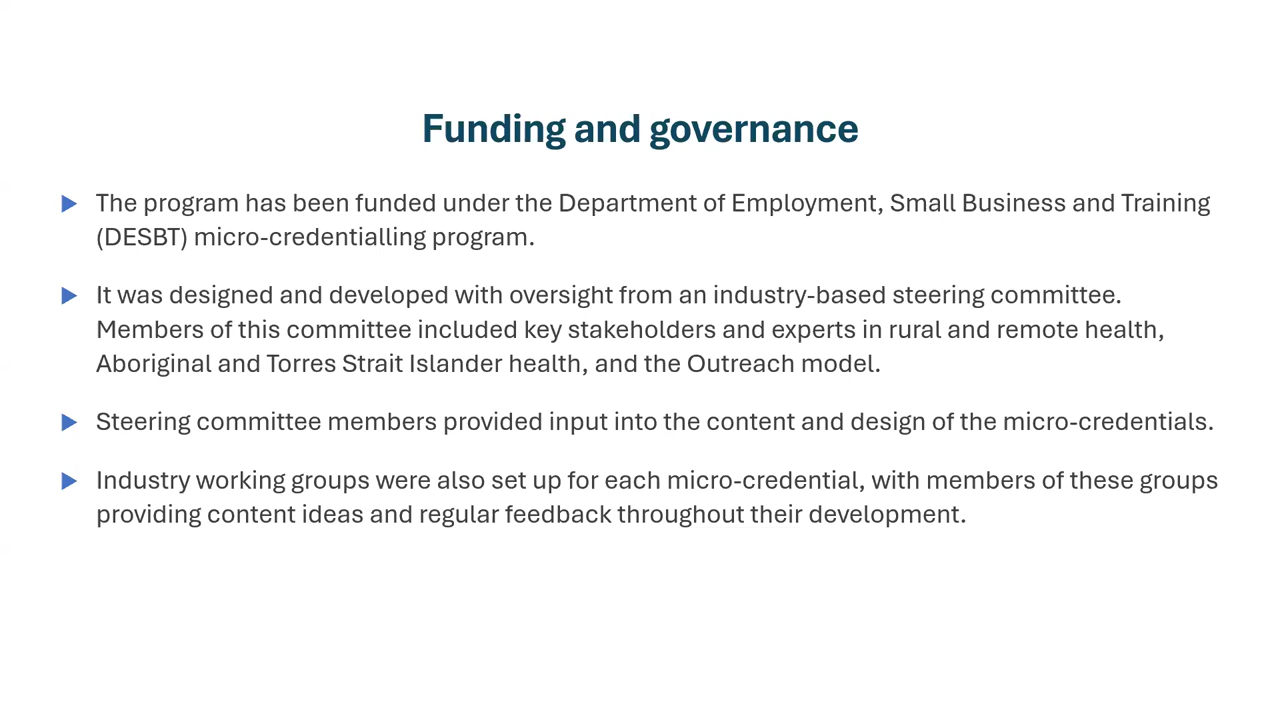 Funding and governance
The program has been funded under the Department of Employment, Small Business and Training
(DESBT) micro-credentialling program.
It was designed and developed with oversight from an industry-based steering committee.
Members of this committee included key stakeholders and experts in rural and remote health,
Aboriginal and Torres Strait Islander health, and the Outreach model.
Steering committee members provided input into the content and design of the micro-credentials.
Industry working groups were also set up for each micro-credential, with members of these groups
providing content ideas and regular feedback throughout their development.